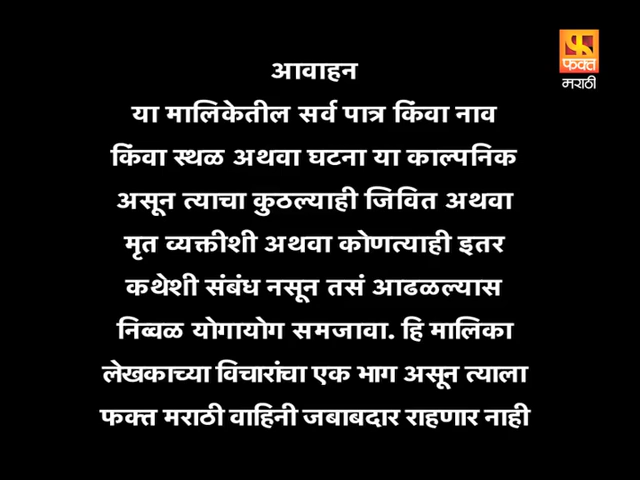 फक्त
मराठी
आवाहन
या मालिकेतील सर्व पात्र किंवा नाव
किंवा स्थळ अथवा घटना या काल्पनिक
असून त्याचा कुठल्याही जिवित अथवा
मृत व्यक्तीशी अथवा कोणत्याही इतर
कथेशी संबंध नसून तसं आढळल्यास
निव्वळ योगायोग समजावा. हि मालिका
लेखकाच्या विचारांचा एक भाग असून त्याला
फक्त मराठी वाहिनी जबाबदार राहणार नाही